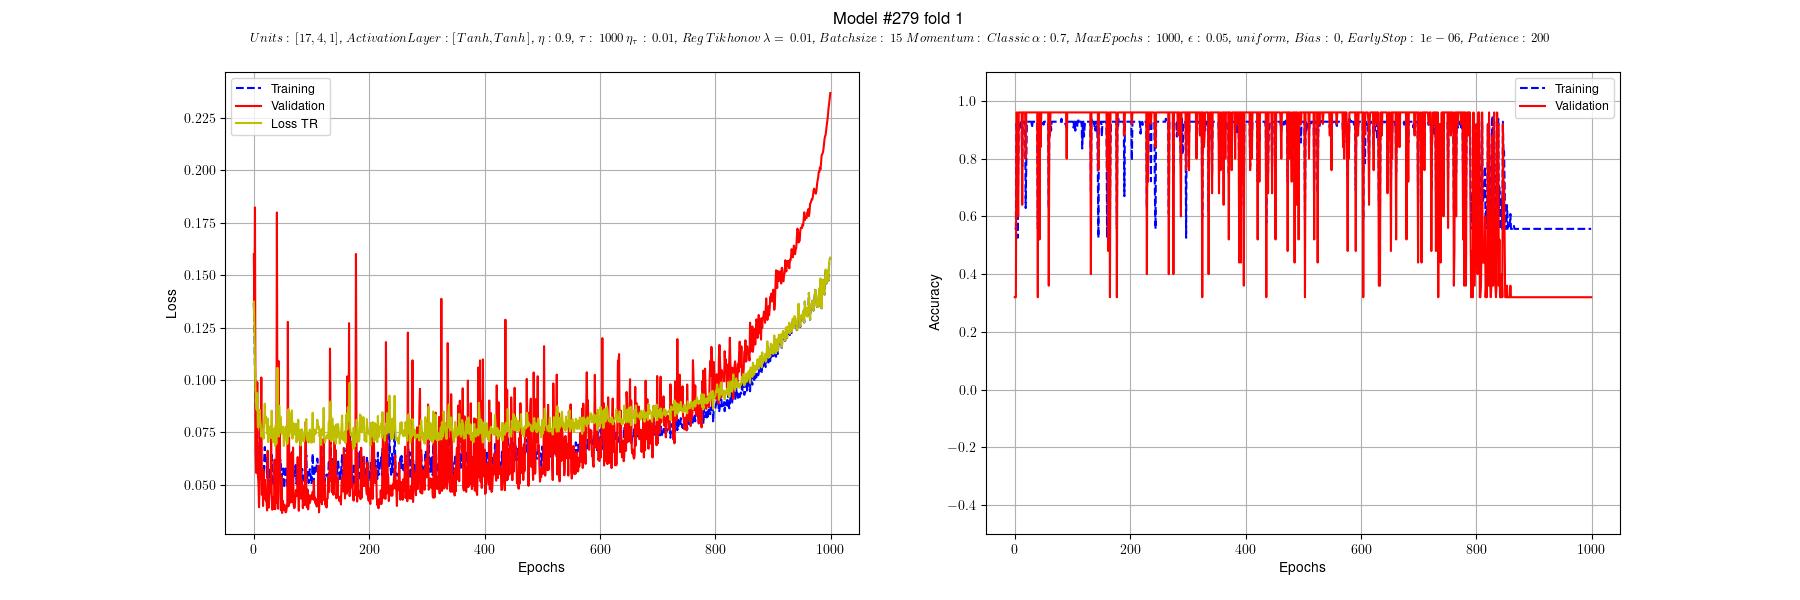 Model #279 fold 1
Units : [17, 4, 1], ActivationLayer : [Tanh, Tanh], η : 0.9, τ : 1000 η_τ : 0.01, Reg Tikhonov λ = 0.01, Batchsize : 15 Momentum : Classic α : 0.7, MaxEpochs : 1000, ϵ : 0.05, uniform, Bias : 0, EarlyStop : 1e − 06, Patience : 200
Training
Validation
Loss TR
0.225
0.200
0.175
0.150
0.125
0.100
0.075
0.050
Loss
0 200 400 600 800 1000
Epochs
Training
Validation
1.0
0.8
0.6
0.4
0.2
0.0
−0.2
−0.4
Accuracy
0 200 400 600 800 1000
Epochs